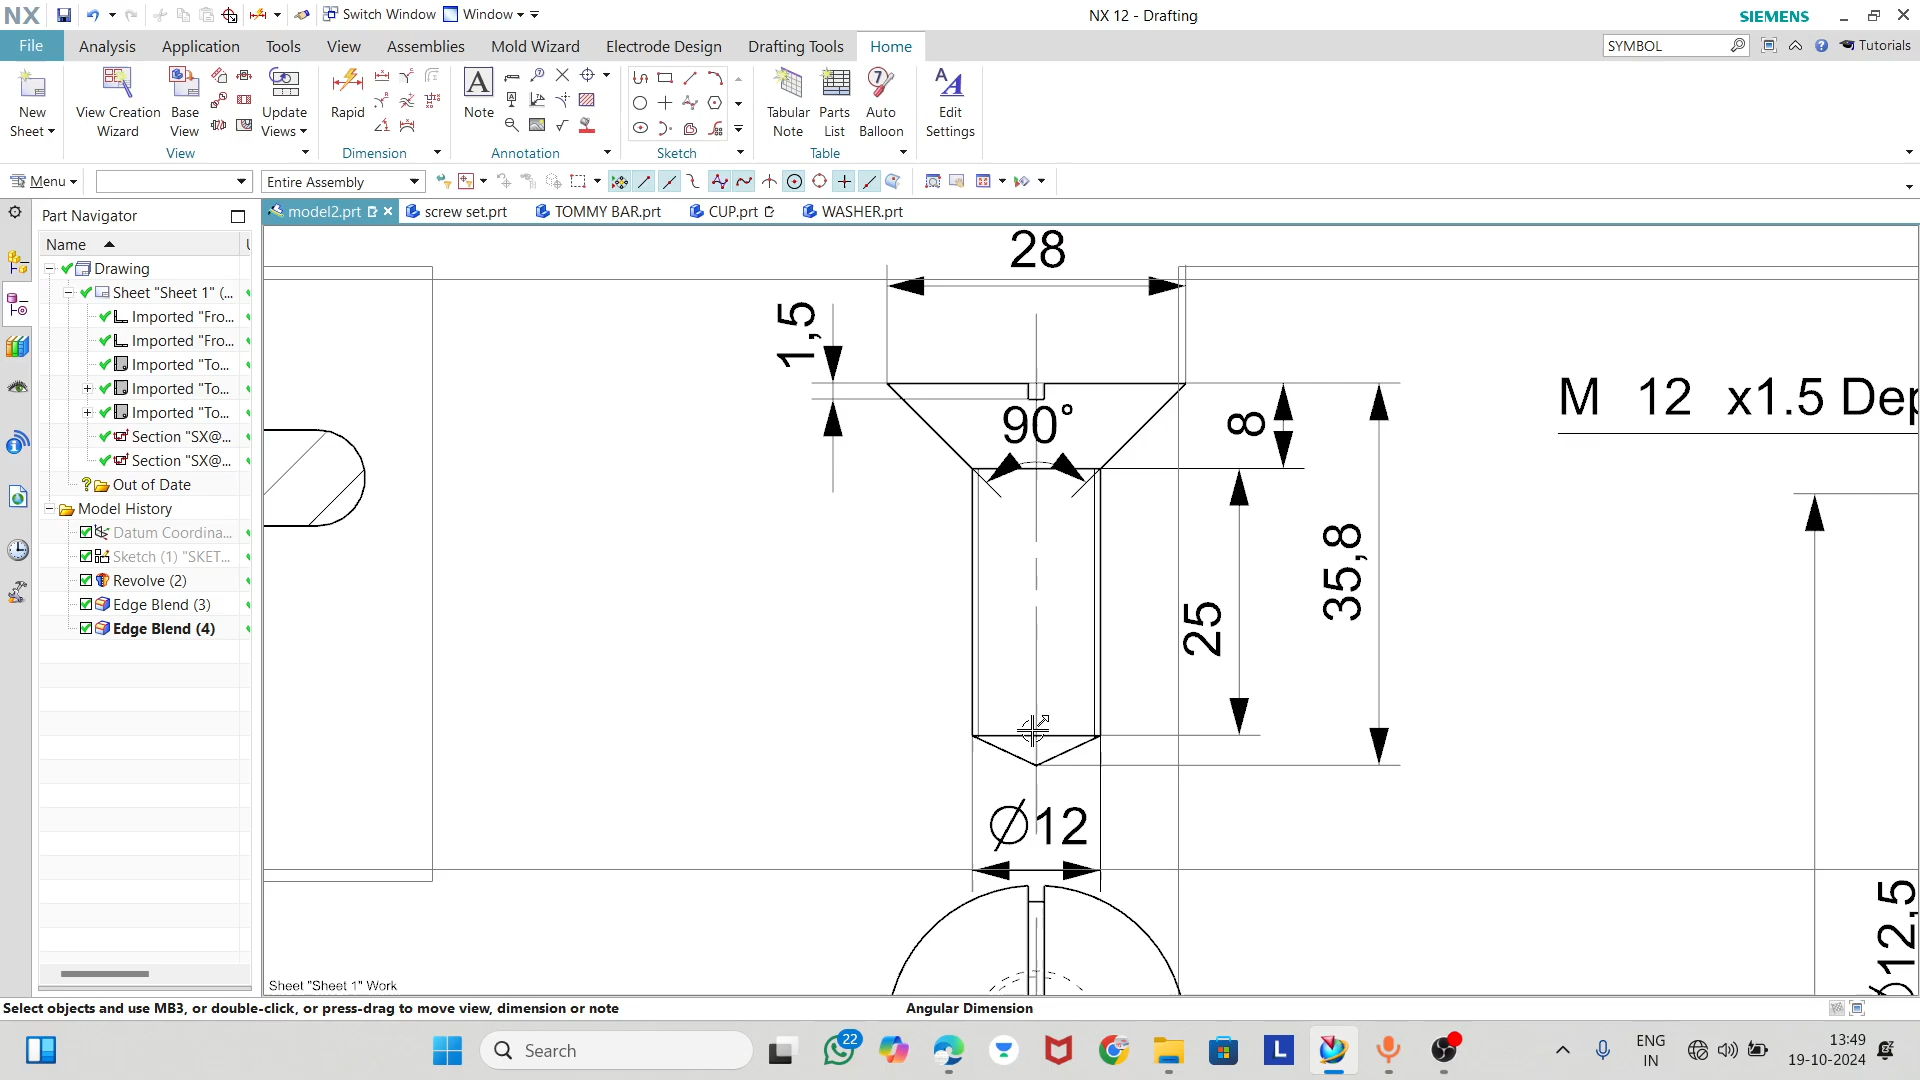 NX Switch Window Window NX 12 - Drafting SIEMENS
File Analysis Application Tools View Assemblies Mold Wizard Electrode Design Drafting Tools Home SYMBOL Tutorials
New Sheet
View Creation Wizard
Base View
Update Views
Rapid
Note
Tabular Note
Parts List
Auto Balloon
Edit Settings
View Dimension Annotation Sketch Table
Menu Entire Assembly
Part Navigator model2.prt screw set.prt TOMMY BAR.prt CUP.prt WASHER.prt
Name
Drawing
Sheet "Sheet 1" (...
Imported "Fro...
Imported "Fro...
Imported "To...
Imported "To...
Imported "To...
Section "SX@...
Section "SX@...
Out of Date
Model History
Datum Coordina...
Sketch (1) "SKET...
Revolve (2)
Edge Blend (3)
Edge Blend (4)
28
1,5
90°
8
M 12 x1.5 Dep
35,8
25
Ø12
Ø12,5
Sheet "Sheet 1" Work
Select objects and use MB3, or double-click, or press-drag to move view, dimension or note Angular Dimension
Search
22
L
ENG
IN
13:49
19-10-2024